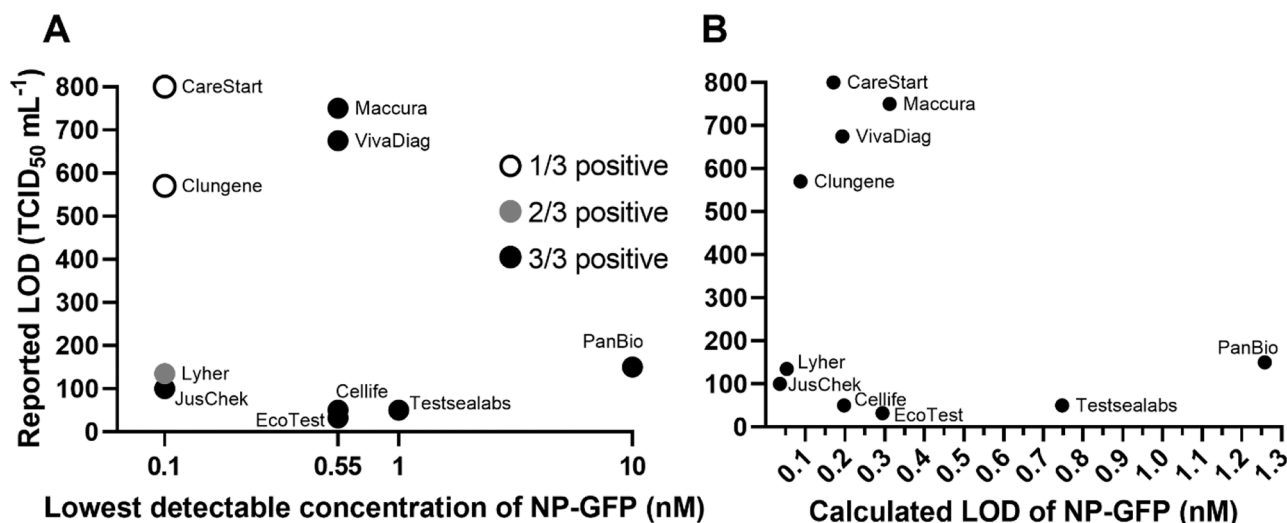 A
Reported LOD (TCID50 mL-1)
800
700
600
500
400
300
200
100
0
CareStart
Maccura
VivaDiag
Clungene
1/3 positive
2/3 positive
3/3 positive
PanBio
Lyher
JusChek
Cellife
Testsealabs
EcoTest
0.1
0.55
1
10
Lowest detectable concentration of NP-GFP (nM)
B
800
700
600
500
400
300
200
100
0
CareStart
Maccura
VivaDiag
Clungene
PanBio
Lyher
JusChek
Cellife
Testsealabs
EcoTest
0.1
0.2
0.3
0.4
0.5
0.6
0.7
0.8
0.9
1.0
1.1
1.2
1.3
Calculated LOD of NP-GFP (nM)